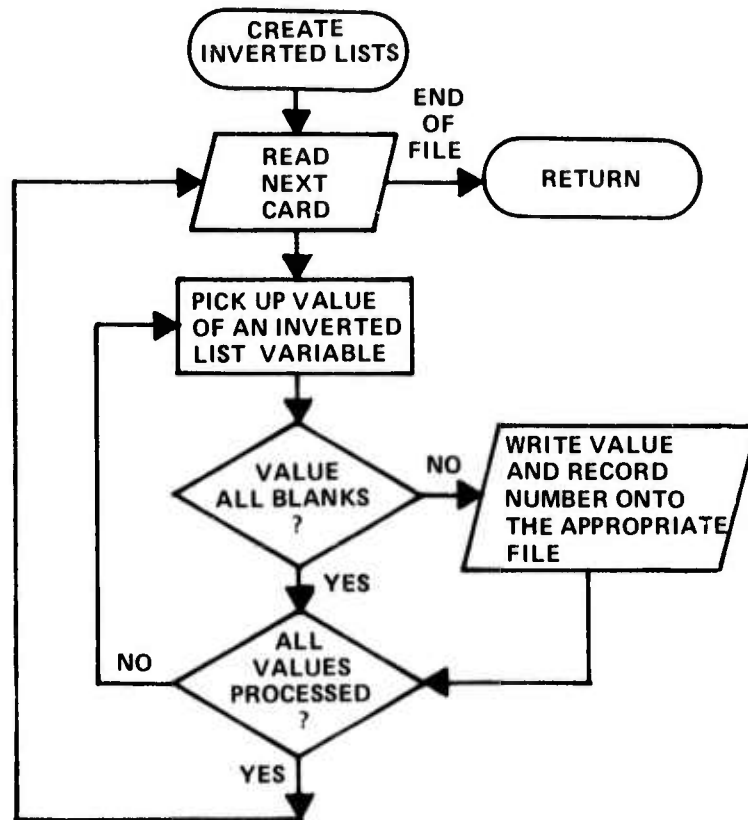 CREATE
INVERTED LISTS
END
OF
FILE
READ
NEXT
CARD
RETURN
PICK UP VALUE
OF AN INVERTED
LIST VARIABLE
VALUE
ALL BLANKS
?
NO
WRITE VALUE
AND RECORD
NUMBER ONTO
THE APPROPRIATE
FILE
YES
ALL
VALUES
PROCESSED
?
NO
YES